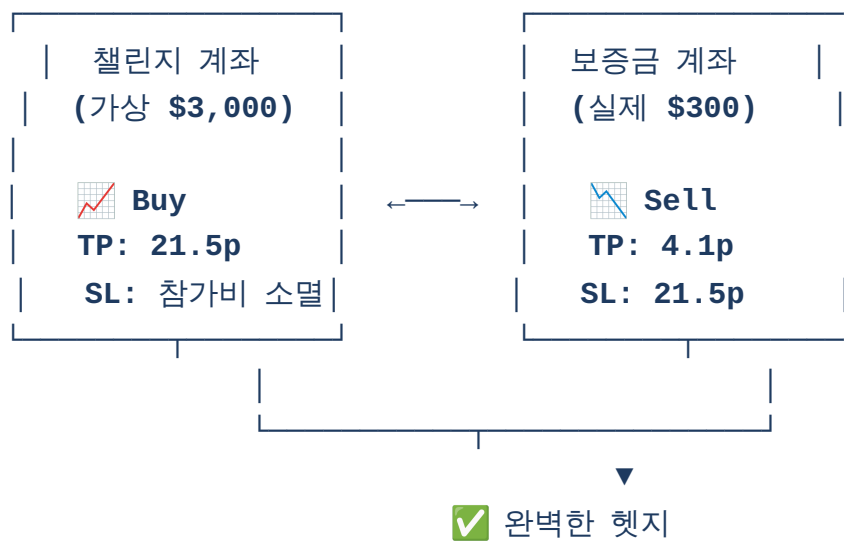 챌린지 계좌
보증금 계좌
(가상 $3,000)
(실제 $300)
📈 Buy
←───→
📉 Sell
TP: 21.5p
TP: 4.1p
SL: 참가비 소멸
SL: 21.5p
▼
✅ 완벽한 헷지